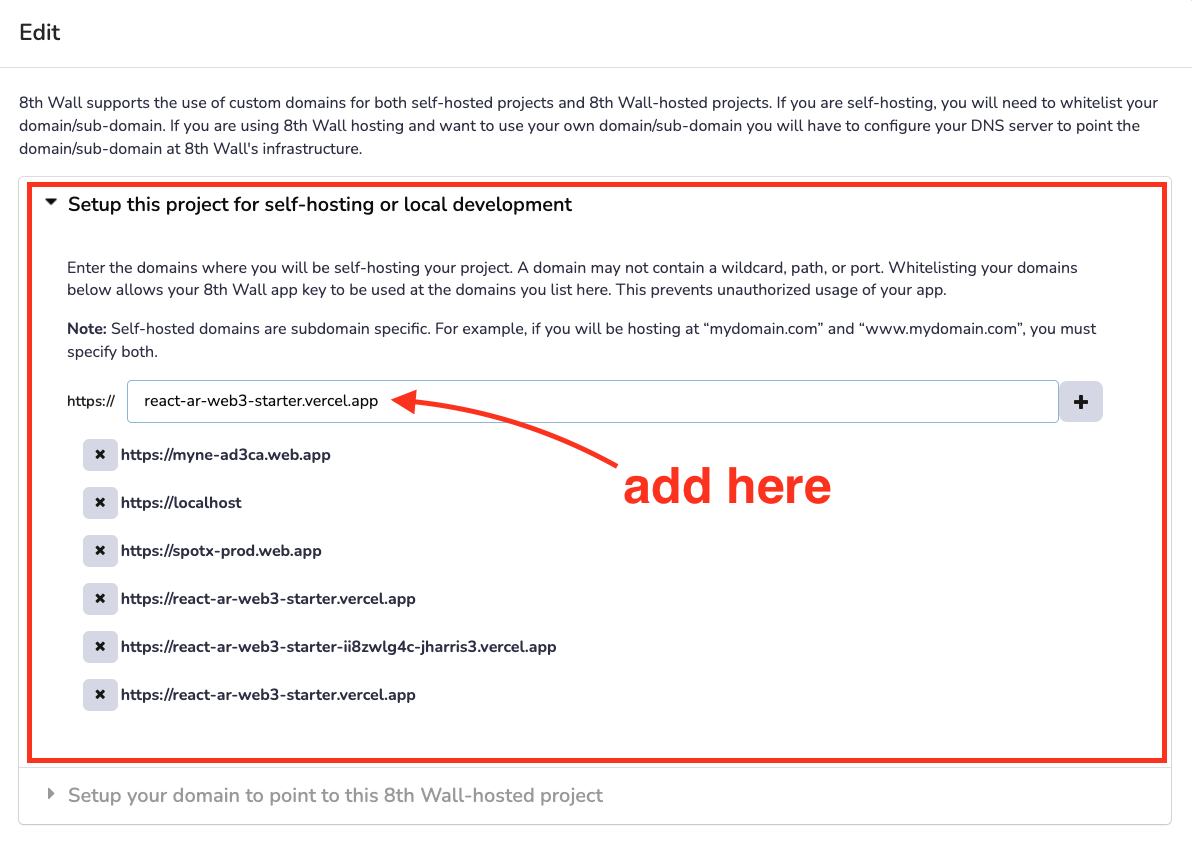 Edit
8th Wall supports the use of custom domains for both self-hosted projects and 8th Wall-hosted projects. If you are self-hosting, you will need to whitelist your
domain/sub-domain. If you are using 8th Wall hosting and want to use your own domain/sub-domain you will have to configure your DNS server to point the
domain/sub-domain at 8th Wall's infrastructure.
Setup this project for self-hosting or local development
Enter the domains where you will be self-hosting your project. A domain may not contain a wildcard, path, or port. Whitelisting your domains
below allows your 8th Wall app key to be used at the domains you list here. This prevents unauthorized usage of your app.
Note: Self-hosted domains are subdomain specific. For example, if you will be hosting at “mydomain.com” and “www.mydomain.com”, you must
specify both.
https:// react-ar-web3-starter.vercel.app
https://myne-ad3ca.web.app
add here
https://localhost
https://spotx-prod.web.app
https://react-ar-web3-starter.vercel.app
https://react-ar-web3-starter-ii8zwlg4c-jharris3.vercel.app
https://react-ar-web3-starter.vercel.app
Setup your domain to point to this 8th Wall-hosted project